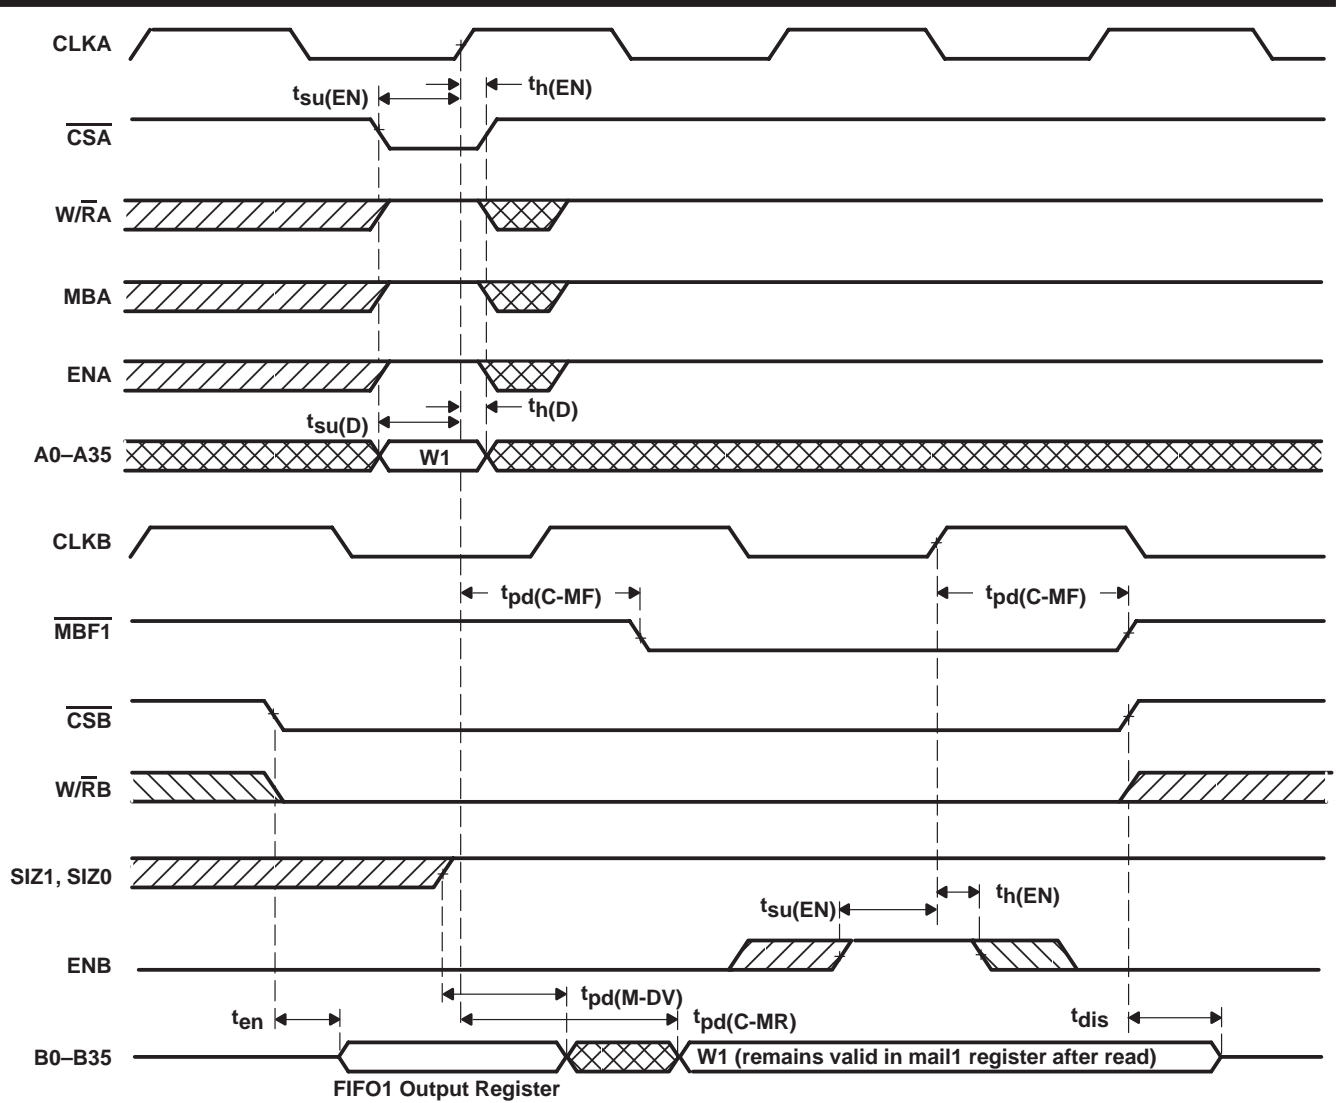 CLKA
tsu(EN)
th(EN)
CSA
W/RA
MBA
ENA
tsu(D)
th(D)
A0–A35
W1
CLKB
tpd(C-MF)
tpd(C-MF)
MBF1
CSB
W/RB
SIZ1, SIZ0
tsu(EN)
th(EN)
ENB
tpd(M-DV)
ten
tpd(C-MR)
tdis
B0–B35
W1 (remains valid in mail1 register after read)
FIFO1 Output Register